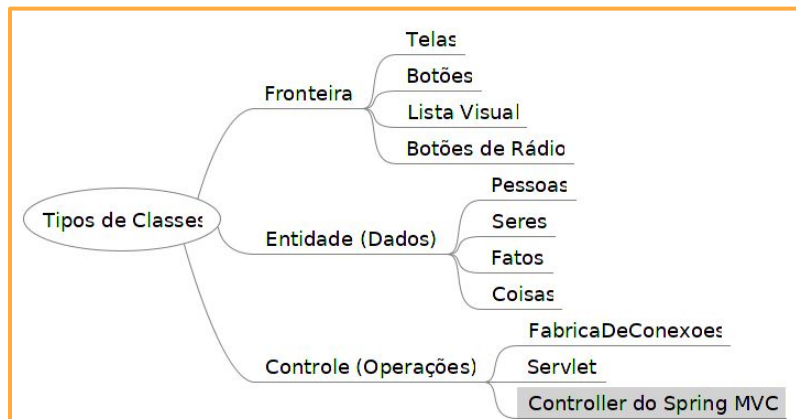 Tipos de Classes
Fronteira
Telas
Botões
Lista Visual
Botões de Rádio
Entidade (Dados)
Pessoas
Seres
Fatos
Coisas
Controle (Operações)
FabricaDeConexoes
Servlet
Controller do Spring MVC